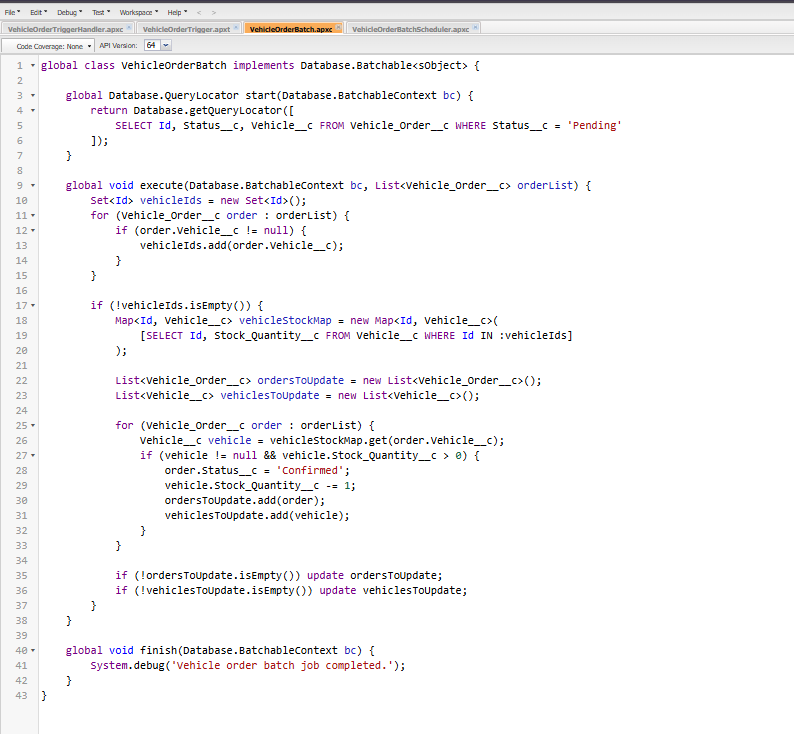 File Edit Debug Test Workspace Help < >
VehicleOrderTriggerHandler.apxc VehicleOrderTrigger.apxt VehicleOrderBatch.apxc VehicleOrderBatchScheduler.apxc
Code Coverage: None API Version: 64
1 global class VehicleOrderBatch implements Database.Batchable<sObject> {
2
3 global Database.QueryLocator start(Database.BatchableContext bc) {
4 return Database.getQueryLocator([
5 SELECT Id, Status__c, Vehicle__c FROM Vehicle_Order__c WHERE Status__c = 'Pending'
6 ]);
7 }
8
9 global void execute(Database.BatchableContext bc, List<Vehicle_Order__c> orderList) {
10 Set<Id> vehicleIds = new Set<Id>();
11 for (Vehicle_Order__c order : orderList) {
12 if (order.Vehicle__c != null) {
13 vehicleIds.add(order.Vehicle__c);
14 }
15 }
16
17 if (!vehicleIds.isEmpty()) {
18 Map<Id, Vehicle__c> vehicleStockMap = new Map<Id, Vehicle__c>(
19 [SELECT Id, Stock_Quantity__c FROM Vehicle__c WHERE Id IN :vehicleIds]
20 );
21
22 List<Vehicle_Order__c> ordersToUpdate = new List<Vehicle_Order__c>();
23 List<Vehicle__c> vehiclesToUpdate = new List<Vehicle__c>();
24
25 for (Vehicle_Order__c order : orderList) {
26 Vehicle__c vehicle = vehicleStockMap.get(order.Vehicle__c);
27 if (vehicle != null && vehicle.Stock_Quantity__c > 0) {
28 order.Status__c = 'Confirmed';
29 vehicle.Stock_Quantity__c -= 1;
30 ordersToUpdate.add(order);
31 vehiclesToUpdate.add(vehicle);
32 }
33 }
34
35 if (!ordersToUpdate.isEmpty()) update ordersToUpdate;
36 if (!vehiclesToUpdate.isEmpty()) update vehiclesToUpdate;
37 }
38 }
39
40 global void finish(Database.BatchableContext bc) {
41 System.debug('Vehicle order batch job completed.');
42 }
43 }